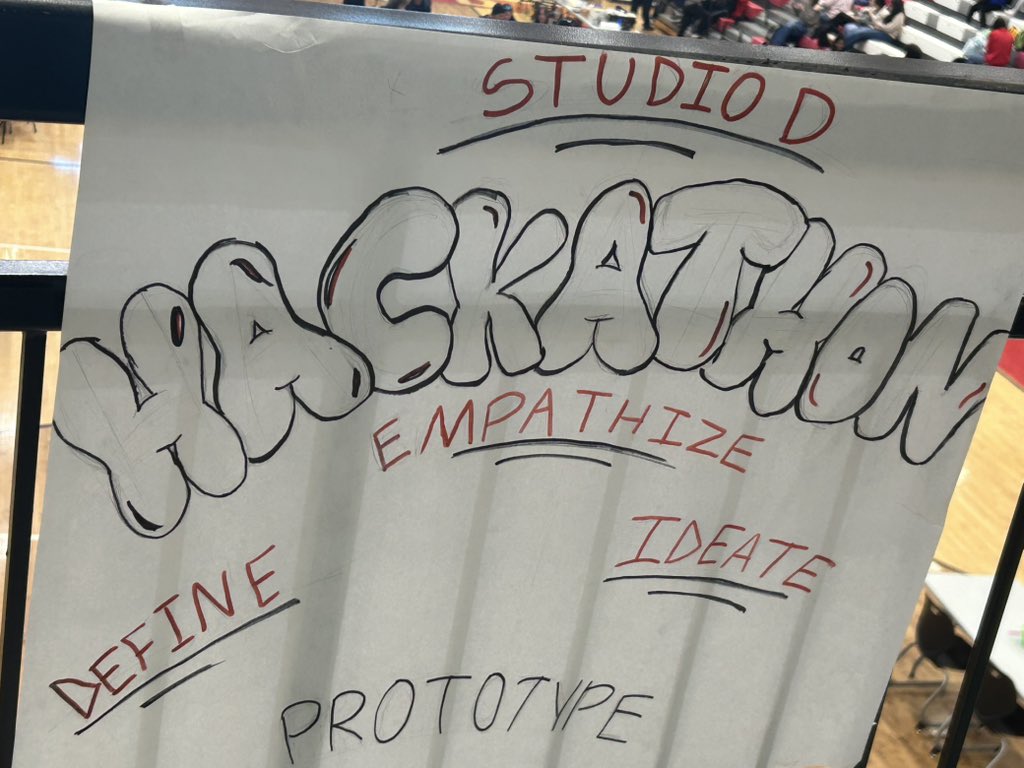 STUDIO D
HACKATHON
EMPATHIZE
IDEATE
DEFINE
PROTOTYPE